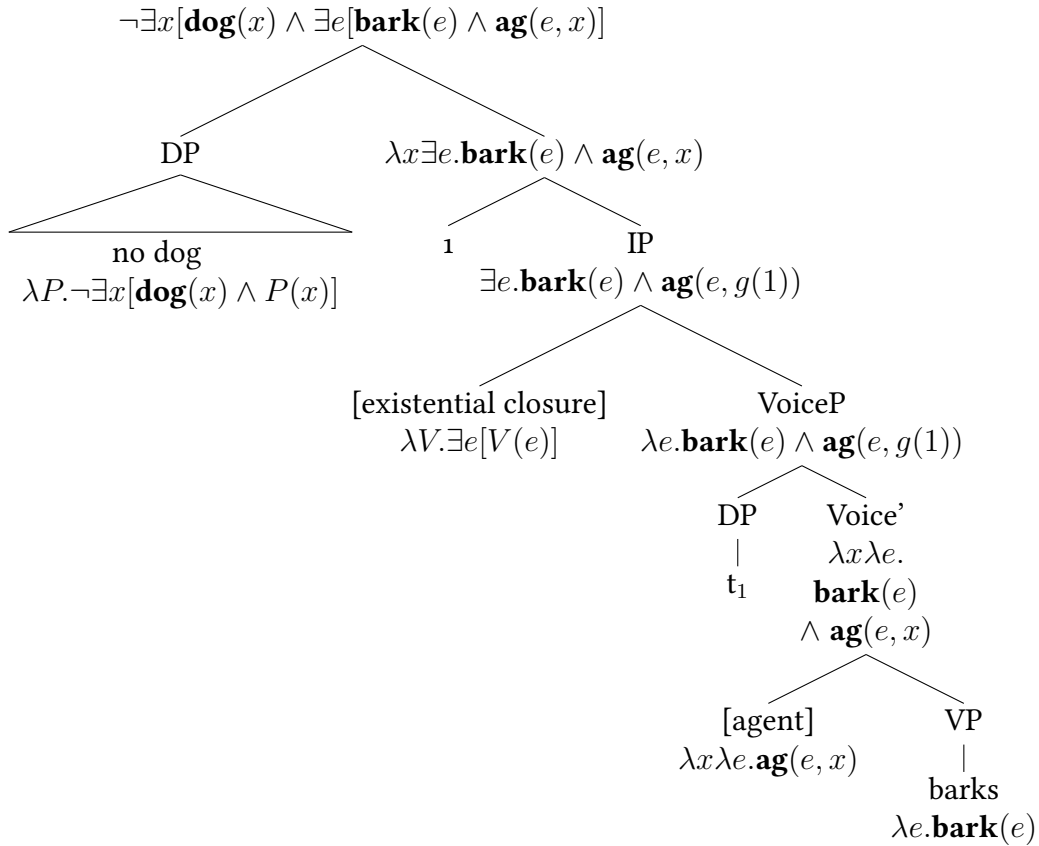 ¬∃x[dog(x) ∧ ∃e[bark(e) ∧ ag(e, x)]
DP
λx∃e.bark(e) ∧ ag(e, x)
no dog
λP.¬∃x[dog(x) ∧ P(x)]
1
IP
∃e.bark(e) ∧ ag(e, g(1))
[existential closure]
λV.∃e[V(e)]
VoiceP
λe.bark(e) ∧ ag(e, g(1))
DP
t₁
Voice'
λxλe.
bark(e)
∧ ag(e, x)
[agent]
λxλe.ag(e, x)
VP
barks
λe.bark(e)